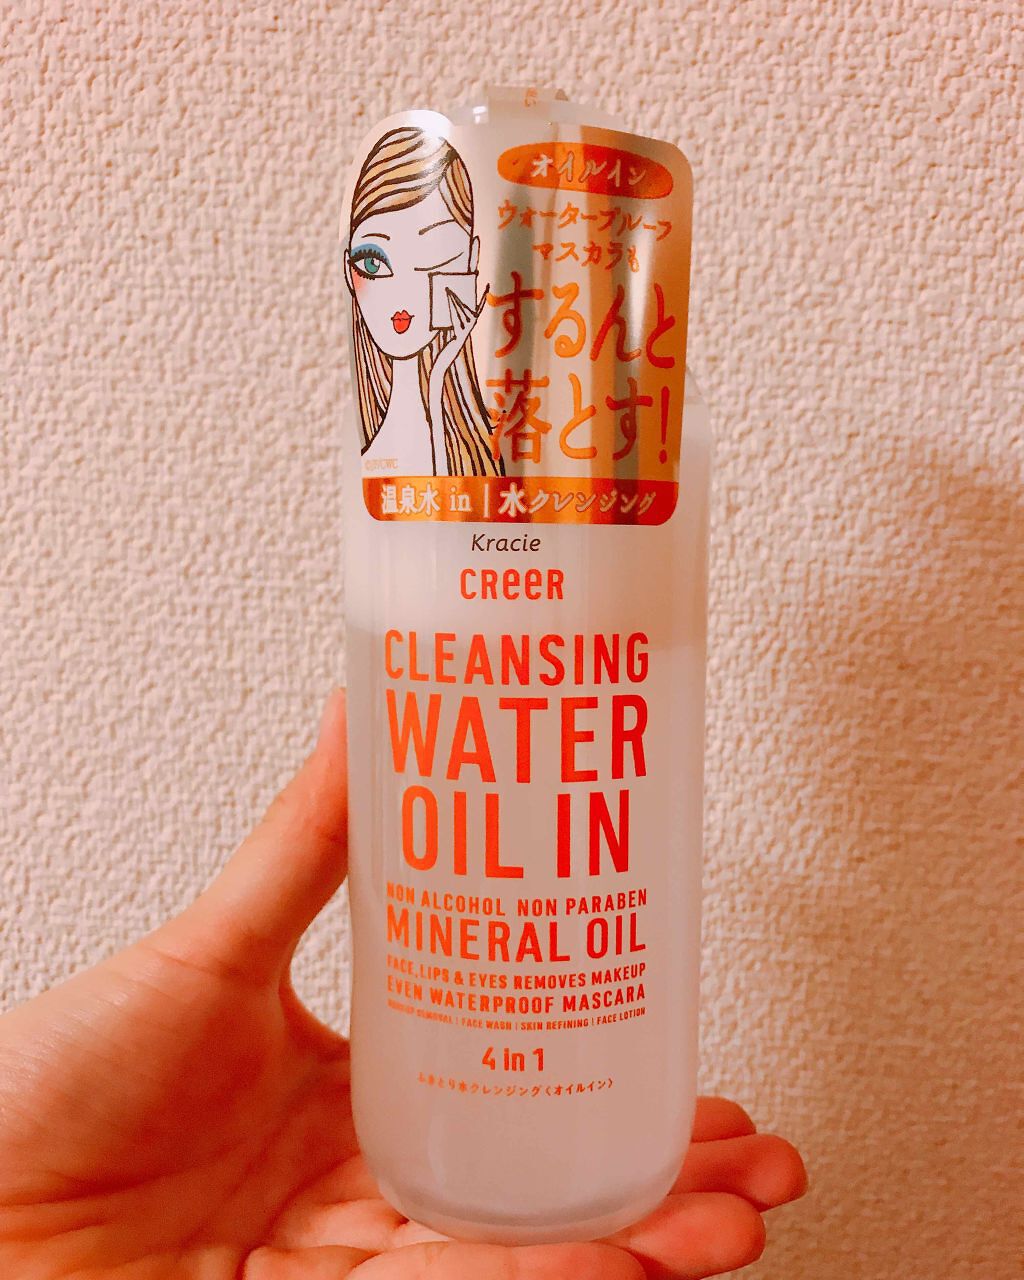 オイルイン
ウォータープルーフ
マスカラも
するんと
落とす!
温泉水 in | 水クレンジング
Kracie
CReeR
CLEANSING
WATER
OIL IN
NON ALCOHOL NON PARABEN
MINERAL OIL
FACE, LIPS & EYES REMOVES MAKEUP
EVEN WATERPROOF MASCARA
MAKEUP REMOVAL | FACE WASH | SKIN REFINING | FACE LOTION
4 in 1
ふきとり水クレンジング〈オイルイン〉